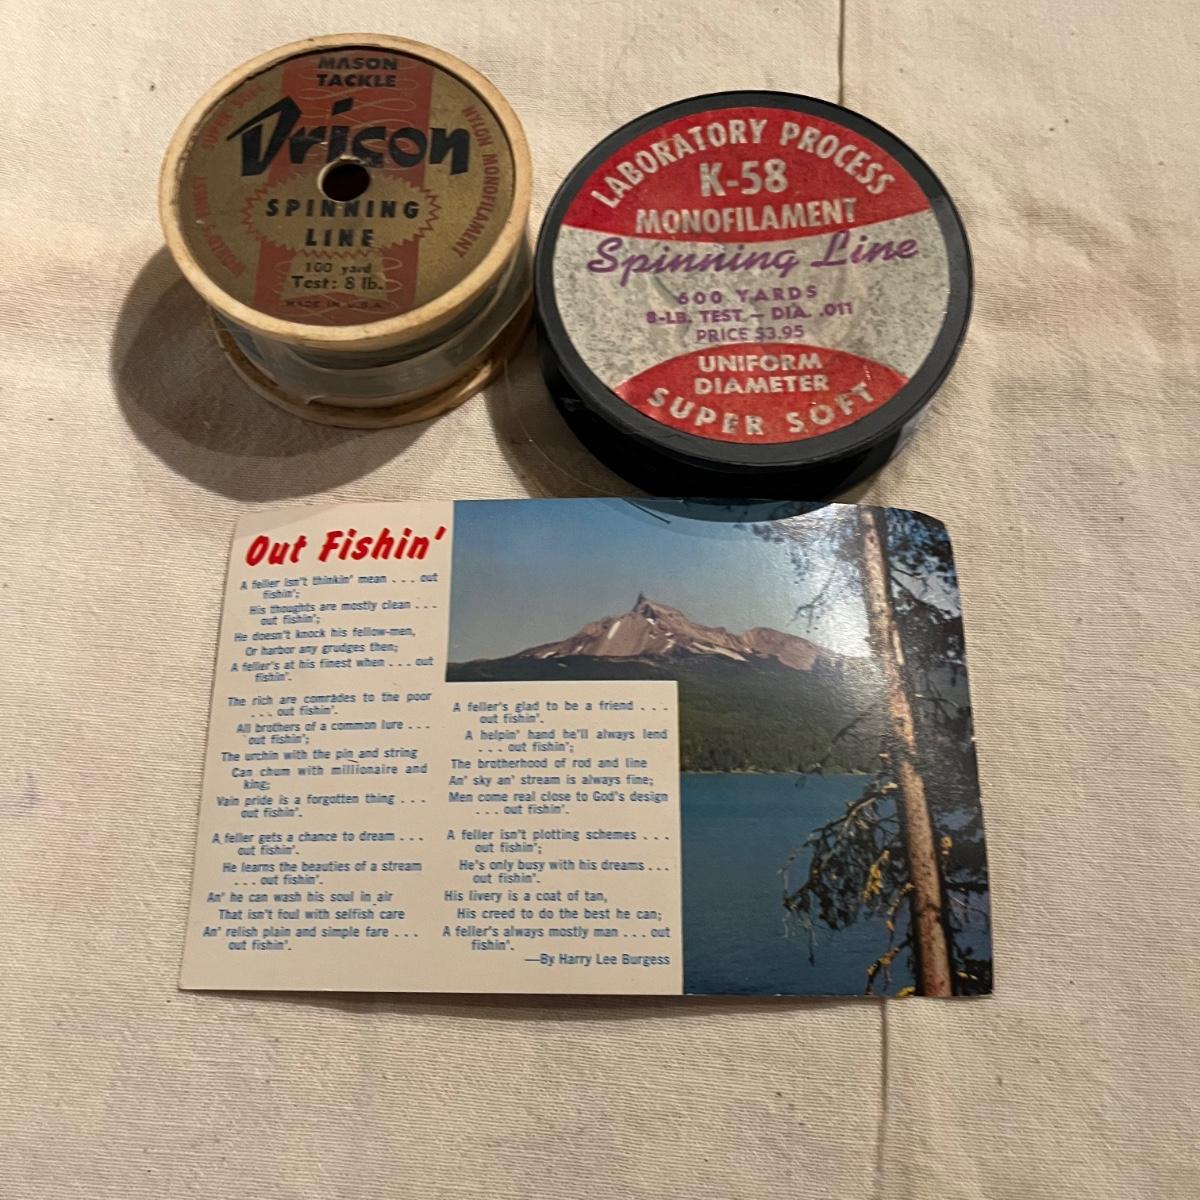 MASON
TACKLE
Dricon
SUPER SOFT
WORLD'S FINEST
NYLON MONOFILAMENT
SPINNING
LINE
100 yard
Test: 8 lb.
MADE IN U.S.A.
LABORATORY PROCESS
K-58
MONOFILAMENT
Spinning Line
600 YARDS
8-LB. TEST – DIA. .011
PRICE $3.95
UNIFORM
DIAMETER
SUPER SOFT
Out Fishin'
A feller isn't thinkin' mean . . . out
fishin';
His thoughts are mostly clean . . .
out fishin';
He doesn't knock his fellow-men,
Or harbor any grudges then;
A feller's at his finest when . . . out
fishin'.
The rich are comrades to the poor
. . . out fishin'.
All brothers of a common lure . . .
out fishin';
The urchin with the pin and string
Can chum with millionaire and
king;
Vain pride is a forgotten thing . . .
out fishin'.
A feller gets a chance to dream . . .
out fishin'.
He learns the beauties of a stream
. . . out fishin'.
An' he can wash his soul in air
That isn't foul with selfish care
An' relish plain and simple fare . . .
out fishin'.
A feller's glad to be a friend . . .
out fishin'.
A helpin' hand he'll always lend
. . . out fishin';
The brotherhood of rod and line
An' sky an' stream is always fine;
Men come real close to God's design
. . . out fishin'.
A feller isn't plotting schemes . . .
out fishin';
He's only busy with his dreams . . .
out fishin'.
His livery is a coat of tan,
His creed to do the best he can;
A feller's always mostly man . . . out
fishin'.
—By Harry Lee Burgess